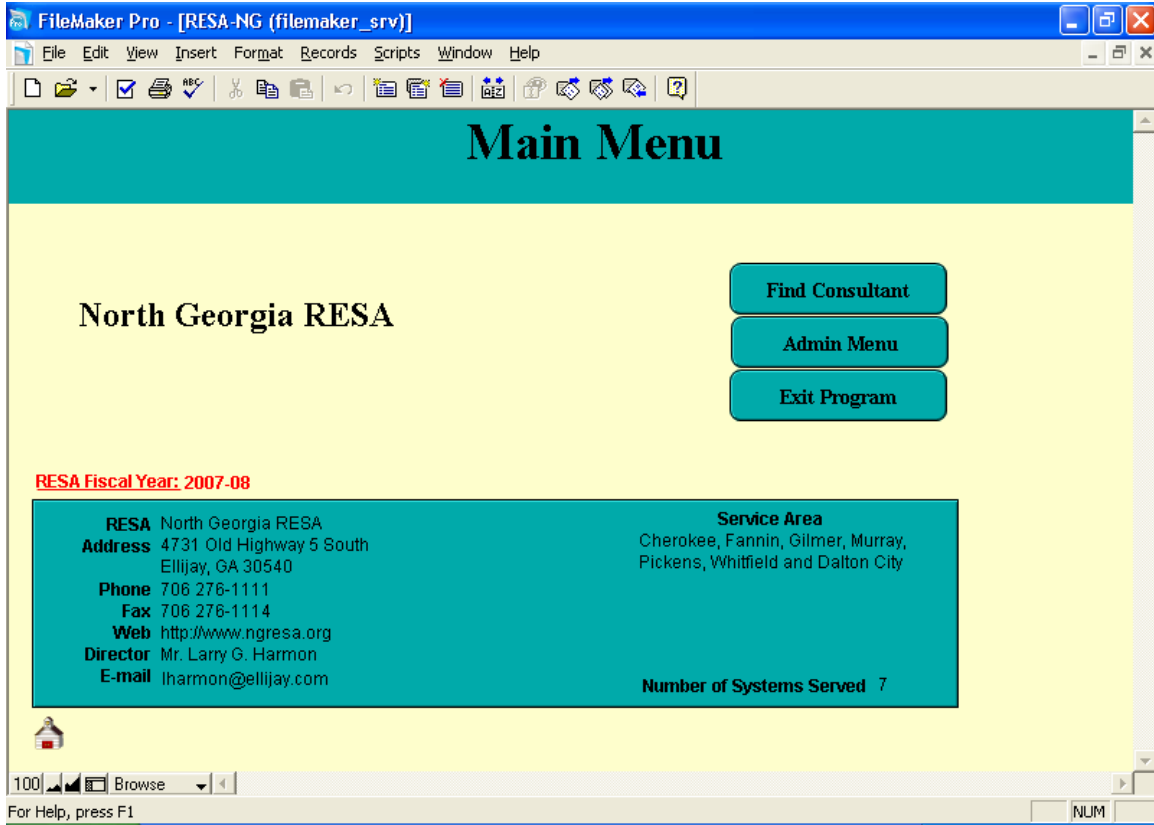 FileMaker Pro - [RESA-NG (filemaker_srv)]
File Edit View Insert Format Records Scripts Window Help
Main Menu
North Georgia RESA
Find Consultant
Admin Menu
Exit Program
RESA Fiscal Year: 2007-08
RESA North Georgia RESA
Address 4731 Old Highway 5 South
Ellijay, GA 30540
Phone 706 276-1111
Fax 706 276-1114
Web http://www.ngresa.org
Director Mr. Larry G. Harmon
E-mail lharmon@ellijay.com
Service Area
Cherokee, Fannin, Gilmer, Murray,
Pickens, Whitfield and Dalton City
Number of Systems Served 7
100 Browse
For Help, press F1 NUM